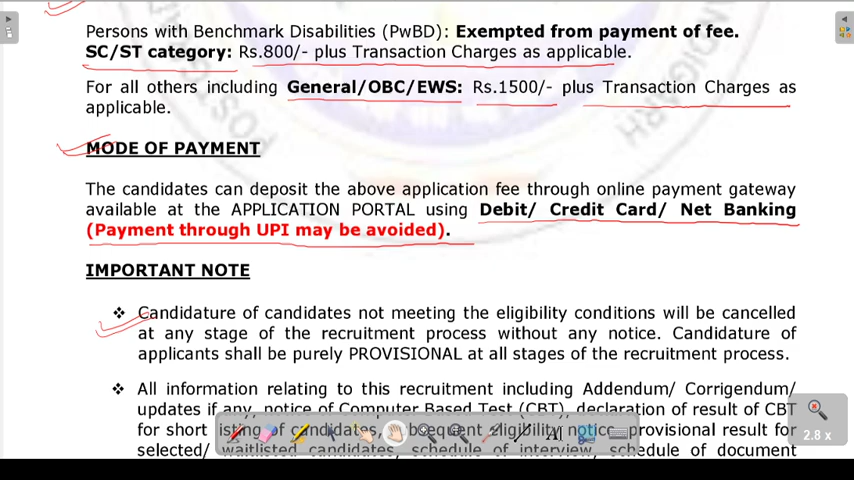 Persons with Benchmark Disabilities (PwBD): Exempted from payment of fee.
SC/ST category: Rs.800/- plus Transaction Charges as applicable.
For all others including General/OBC/EWS: Rs.1500/- plus Transaction Charges as
applicable.
MODE OF PAYMENT
The candidates can deposit the above application fee through online payment gateway
available at the APPLICATION PORTAL using Debit/ Credit Card/ Net Banking
(Payment through UPI may be avoided).
IMPORTANT NOTE
❖ Candidature of candidates not meeting the eligibility conditions will be cancelled
at any stage of the recruitment process without any notice. Candidature of
applicants shall be purely PROVISIONAL at all stages of the recruitment process.
❖ All information relating to this recruitment including Addendum/ Corrigendum/
updates if any, notice of Computer Based Test (CBT), declaration of result of CBT
for short listing of candidates, subsequent eligibility notice, provisional result for
selected/ waitlisted candidates, schedule of interview, schedule of document
2.8 x